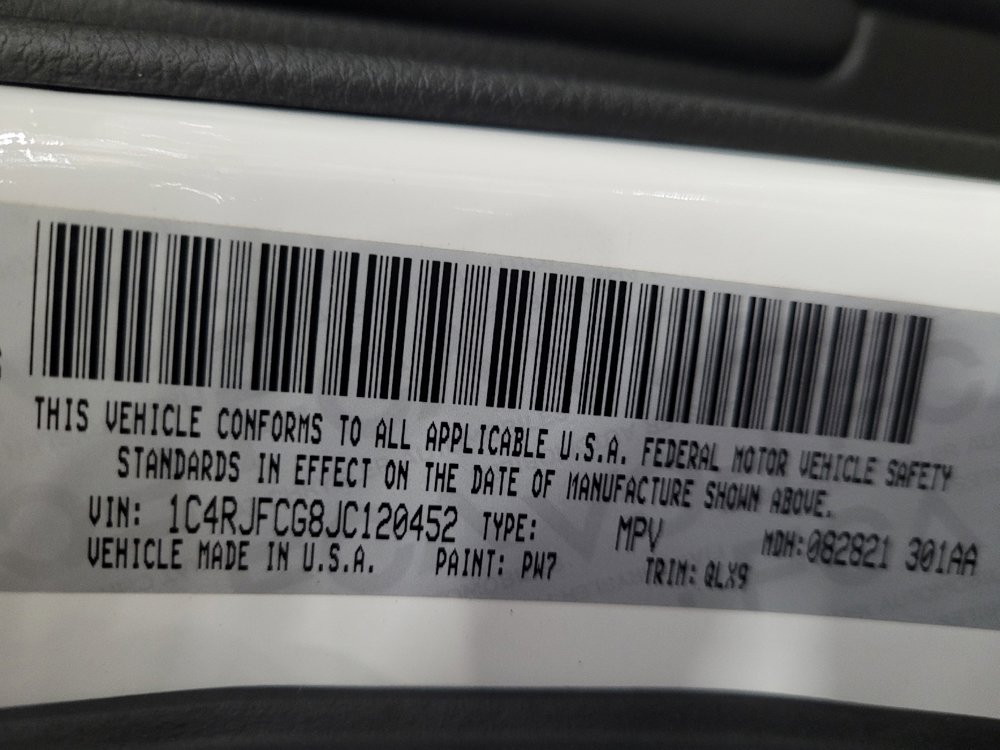 THIS VEHICLE CONFORMS TO ALL APPLICABLE U.S.A. FEDERAL MOTOR VEHICLE SAFETY
STANDARDS IN EFFECT ON THE DATE OF MANUFACTURE SHOWN ABOVE.
VIN: 1C4RJFCG8JC120452 TYPE: MPV MDH:082821 301AA
VEHICLE MADE IN U.S.A. PAINT: PW7 TRIM: QLX9